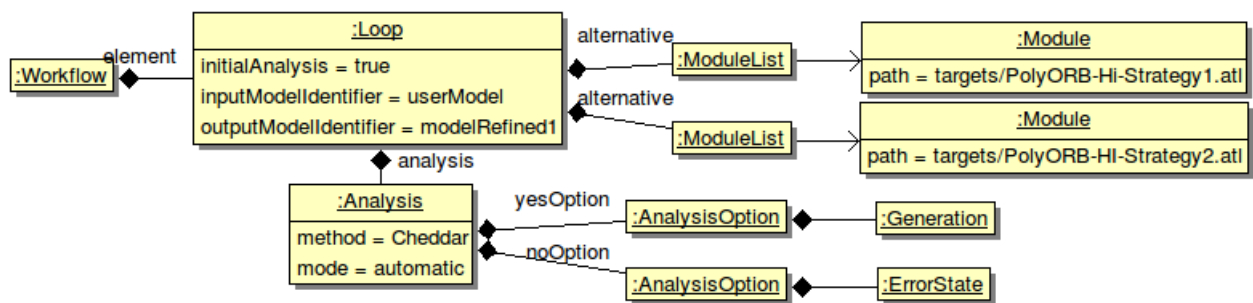 :Workflow
element
:Loop
initialAnalysis = true
inputModelIdentifier = userModel
outputModelIdentifier = modelRefined1
alternative
:ModuleList
:Module
path = targets/PolyORB-Hi-Strategy1.atl
alternative
:ModuleList
:Module
path = targets/PolyORB-HI-Strategy2.atl
analysis
:Analysis
method = Cheddar
mode = automatic
yesOption
:AnalysisOption
:Generation
noOption
:AnalysisOption
:ErrorState